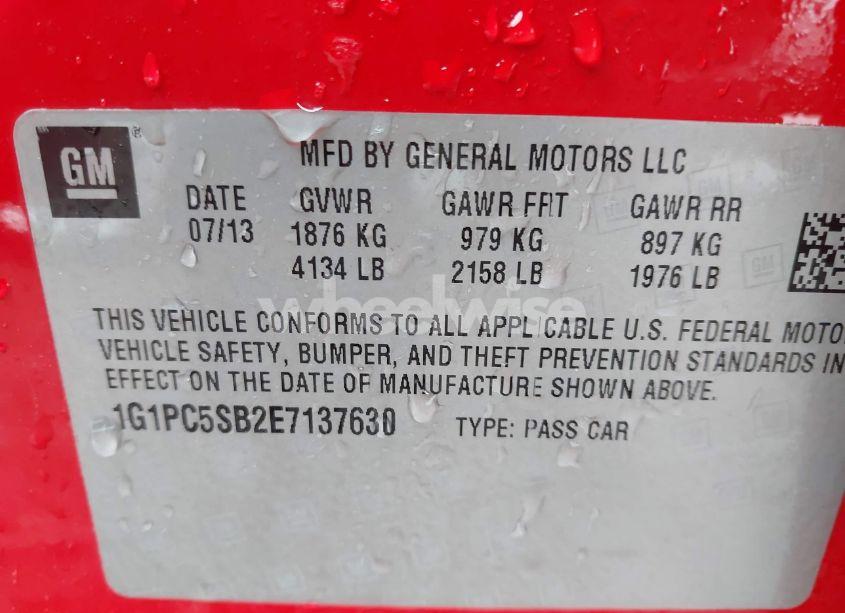 GM
MFD BY GENERAL MOTORS LLC
DATE GVWR GAWR FRT GAWR RR
07/13 1876 KG 979 KG 897 KG
4134 LB 2158 LB 1976 LB
wheelwise
THIS VEHICLE CONFORMS TO ALL APPLICABLE U.S. FEDERAL MOTO
VEHICLE SAFETY, BUMPER, AND THEFT PREVENTION STANDARDS IN
EFFECT ON THE DATE OF MANUFACTURE SHOWN ABOVE.
1G1PC5SB2E7137630 TYPE: PASS CAR